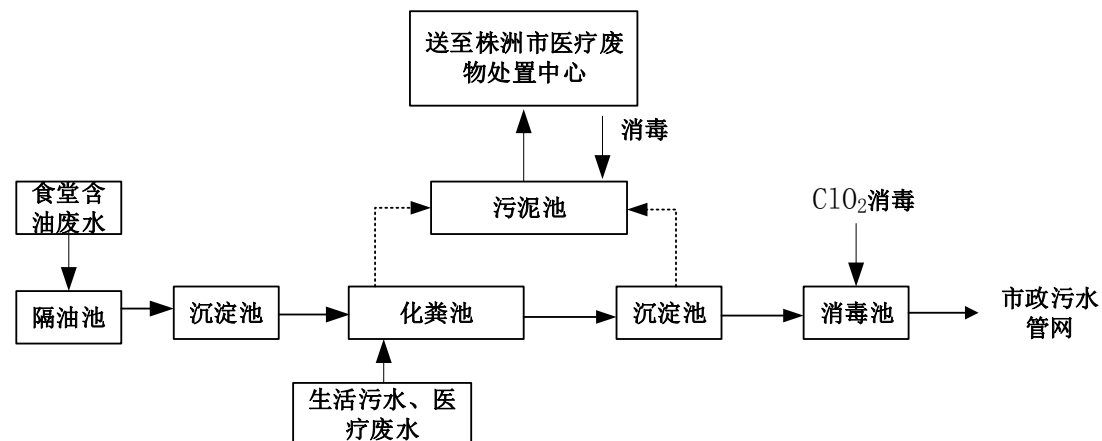 送至株洲市医疗废
物处置中心
消毒
食堂含
油废水
污泥池
ClO₂消毒
隔油池
沉淀池
化粪池
沉淀池
消毒池
市政污水
管网
生活污水、医
疗废水